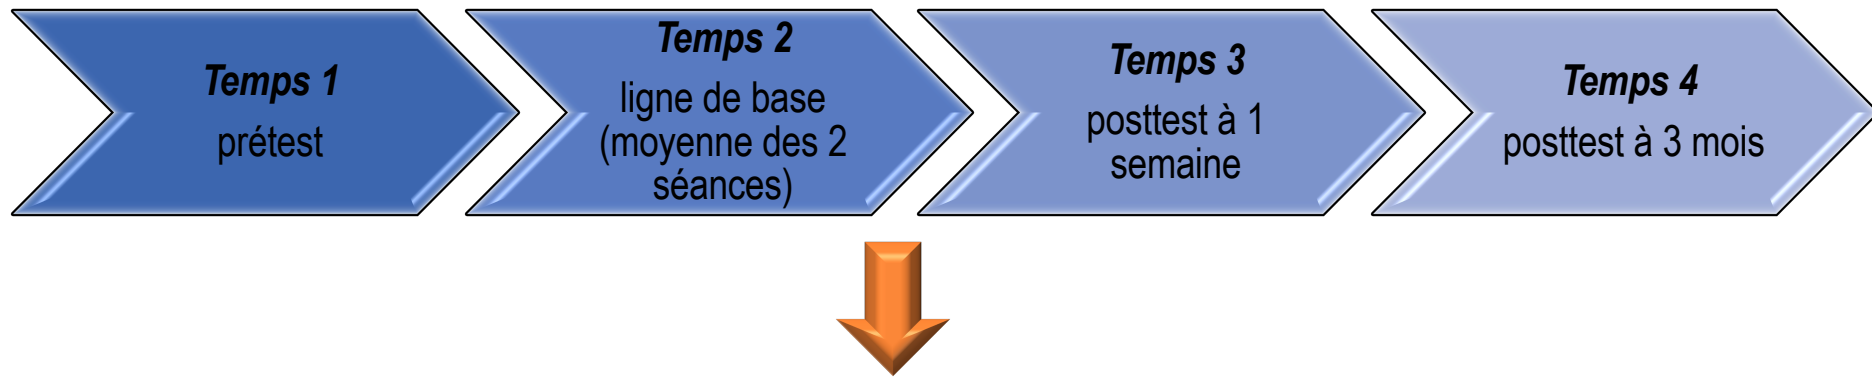 Temps 1
prétest
Temps 2
ligne de base
(moyenne des 2
séances)
Temps 3
posttest à 1
semaine
Temps 4
posttest à 3 mois